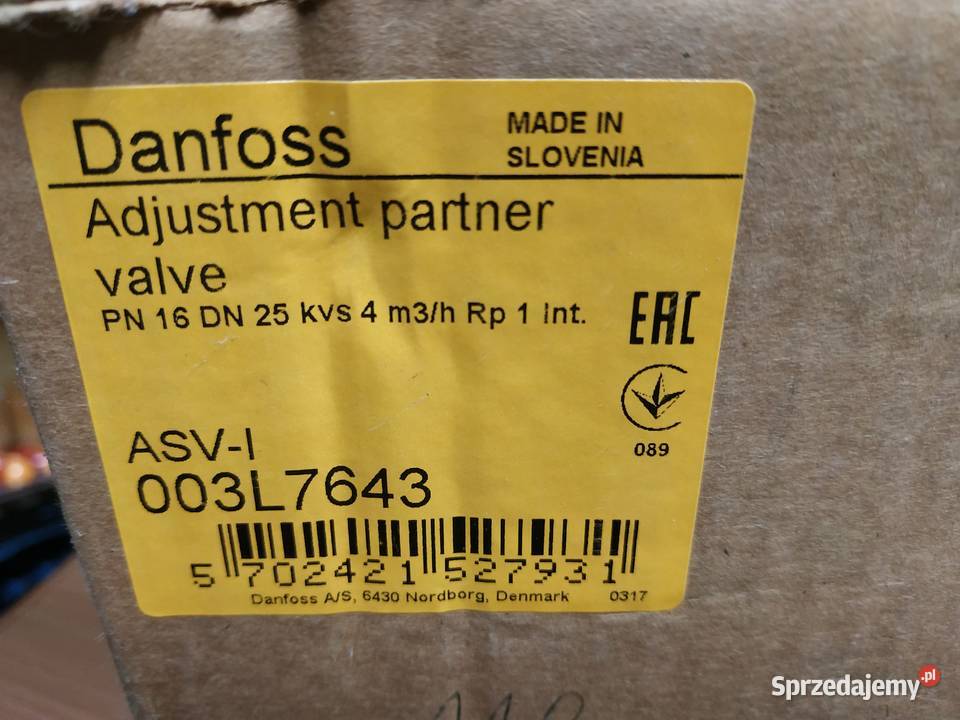 Danfoss
MADE IN
SLOVENIA
Adjustment partner
valve
PN 16 DN 25 kvs 4 m3/h Rp 1 Int.
EAC
089
ASV-I
003L7643
5 702421 527931
Danfoss A/S, 6430 Nordborg, Denmark 0317
Sprzedajemy.pl